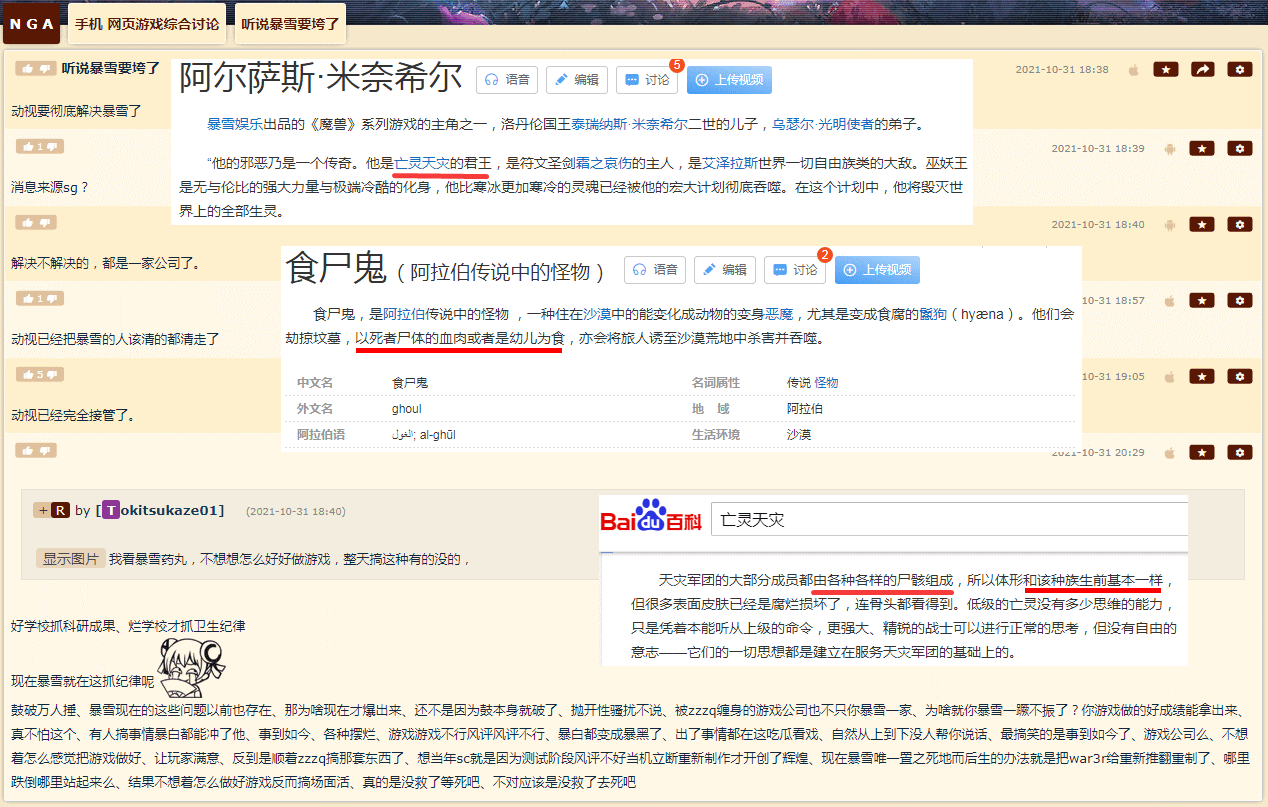 NGA
手机 网页游戏综合讨论
听说暴雪要垮了
听说暴雪要垮了
2021-10-31 18:38
动视要彻底解决暴雪了
阿尔萨斯·米奈希尔
语音
编辑
讨论
5
上传视频
暴雪娱乐出品的《魔兽》系列游戏的主角之一，洛丹伦国王泰瑞纳斯·米奈希尔二世的儿子，乌瑟尔·光明使者的弟子。
“他的邪恶乃是一个传奇。他是亡灵天灾的君王，是符文圣剑霜之哀伤的主人，是艾泽拉斯世界一切自由族类的大敌。巫妖王
是无与伦比的强大力量与极端冷酷的化身，他比寒冰更加寒冷的灵魂已经被他的宏大计划彻底吞噬。在这个计划中，他将毁灭世
界上的全部生灵。
1
2021-10-31 18:39
消息来源sg？
2021-10-31 18:40
解决不解决的，都是一家公司了。
食尸鬼（阿拉伯传说中的怪物）
语音
编辑
讨论
2
上传视频
食尸鬼，是阿拉伯传说中的怪物 ，一种住在沙漠中的能变化成动物的变身恶魔，尤其是变成食腐的鬣狗（hyæna）。他们会
劫掠坟墓，以死者尸体的血肉或者是幼儿为食，亦会将旅人诱至沙漠荒地中杀害并吞噬。
中文名 食尸鬼 名词属性 传说 怪物
外文名 ghoul 地 域 阿拉伯
阿拉伯语 الغول; al-ghūl 生活环境 沙漠
1
10-31 18:57
动视已经把暴雪的人该清的都清走了
5
10-31 19:05
动视已经完全接管了。
2021-10-31 20:29
+ R by [Tokitsukaze01] (2021-10-31 18:40)
显示图片 我看暴雪药丸，不想想怎么好好做游戏，整天搞这种有的没的，
Baidu百科
亡灵天灾
天灾军团的大部分成员都由各种各样的尸骸组成，所以体形和该种族生前基本一样，
但很多表面皮肤已经是腐烂损坏了，连骨头都看得到。低级的亡灵没有多少思维的能力，
只是凭着本能听从上级的命令，更强大、精锐的战士可以进行正常的思考，但没有自由的
意志——它们的一切思想都是建立在服务天灾军团的基础上的。
好学校抓科研成果、烂学校才抓卫生纪律
现在暴雪就在这抓纪律呢
鼓破万人捶、暴雪现在的这些问题以前也存在、那为啥现在才爆出来、还不是因为鼓本身就破了、抛开性骚扰不说、被zzzq缠身的游戏公司也不只你暴雪一家、为啥就你暴雪一蹶不振了？你游戏做的好成绩能拿出来、
真不怕这个、有人搞事情暴白都能冲了他、事到如今、各种摆烂、游戏游戏不行风评风评不行、暴白都变成暴黑了、出了事情都在这吃瓜看戏、自然从上到下没人帮你说话、最搞笑的是事到如今了、游戏公司么、不想
着怎么感觉把游戏做好、让玩家满意、反到是顺着zzzq搞那套东西了、想当年sc就是因为测试阶段风评不好当机立断重新制作才开创了辉煌、现在暴雪唯一置之死地而后生的办法就是把war3r给重新推翻重制了、哪里
跌倒哪里站起来么、结果不想着怎么做好游戏反而搞场面活、真的是没救了等死吧、不对应该是没救了去死吧